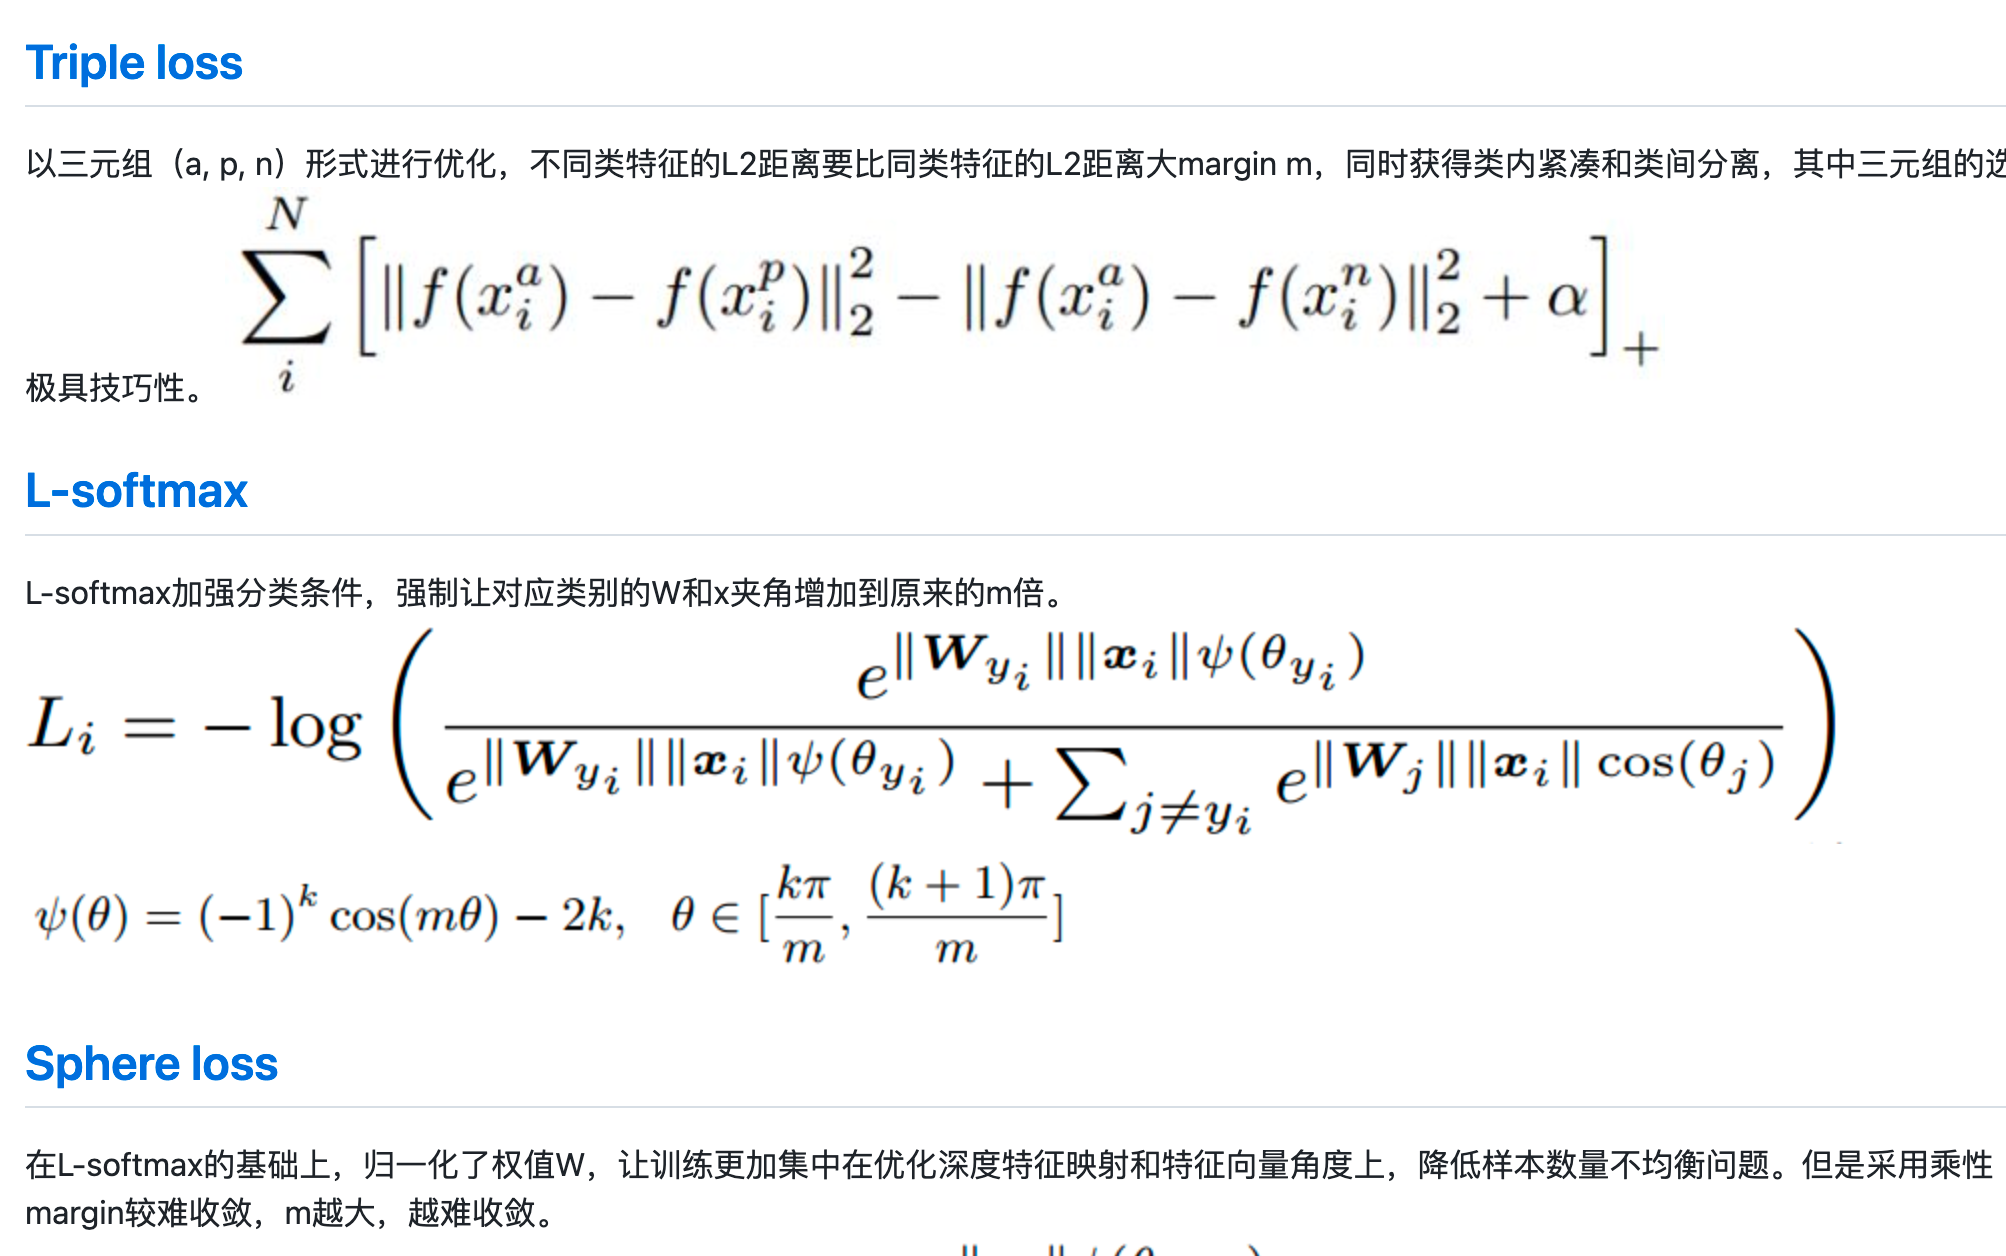 Triple loss
以三元组（a, p, n）形式进行优化，不同类特征的L2距离要比同类特征的L2距离大margin m，同时获得类内紧凑和类间分离，其中三元组的选
极具技巧性。 \sum_{i}^{N} \left[ \|f(x_i^a) - f(x_i^p)\|_2^2 - \|f(x_i^a) - f(x_i^n)\|_2^2 + \alpha \right]_+
L-softmax
L-softmax加强分类条件，强制让对应类别的W和x夹角增加到原来的m倍。
L_i = -\log \left( \frac{e^{\|\boldsymbol{W}_{y_i}\|\|\boldsymbol{x}_i\|\psi(\theta_{y_i})}}{e^{\|\boldsymbol{W}_{y_i}\|\|\boldsymbol{x}_i\|\psi(\theta_{y_i})} + \sum_{j \neq y_i} e^{\|\boldsymbol{W}_j\|\|\boldsymbol{x}_i\|\cos(\theta_j)}} \right)
\psi(\theta) = (-1)^k \cos(m\theta) - 2k, \theta \in [\frac{k\pi}{m}, \frac{(k+1)\pi}{m}]
Sphere loss
在L-softmax的基础上，归一化了权值W，让训练更加集中在优化深度特征映射和特征向量角度上，降低样本数量不均衡问题。但是采用乘性
margin较难收敛，m越大，越难收敛。